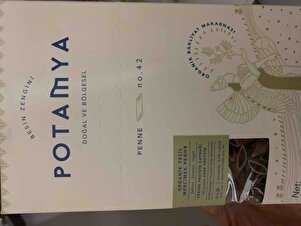 BESİN ZENGİNİ
POTAMYA
DOĞAL VE BÖLGESEL
PENNE no 42
ORGANİK BAKLİYAT MAKARNASI
ORGANİK YEŞİL
MERCİMEK PENNE
Net: